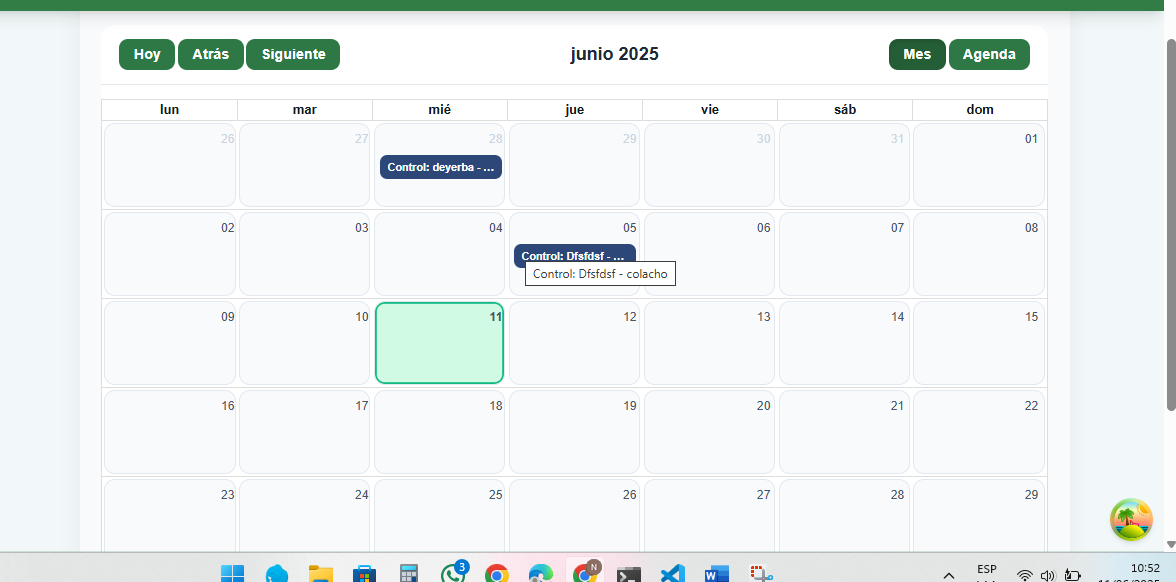 Hoy Atrás Siguiente junio 2025 Mes Agenda
lun mar mié jue vie sáb dom
26 27 28 29 30 31 01
Control: deyerba - ...
02 03 04 05 06 07 08
Control: Dfsfdsf - ...
Control: Dfsfdsf - colacho
09 10 11 12 13 14 15
16 17 18 19 20 21 22
23 24 25 26 27 28 29
3 N ESP 10:52